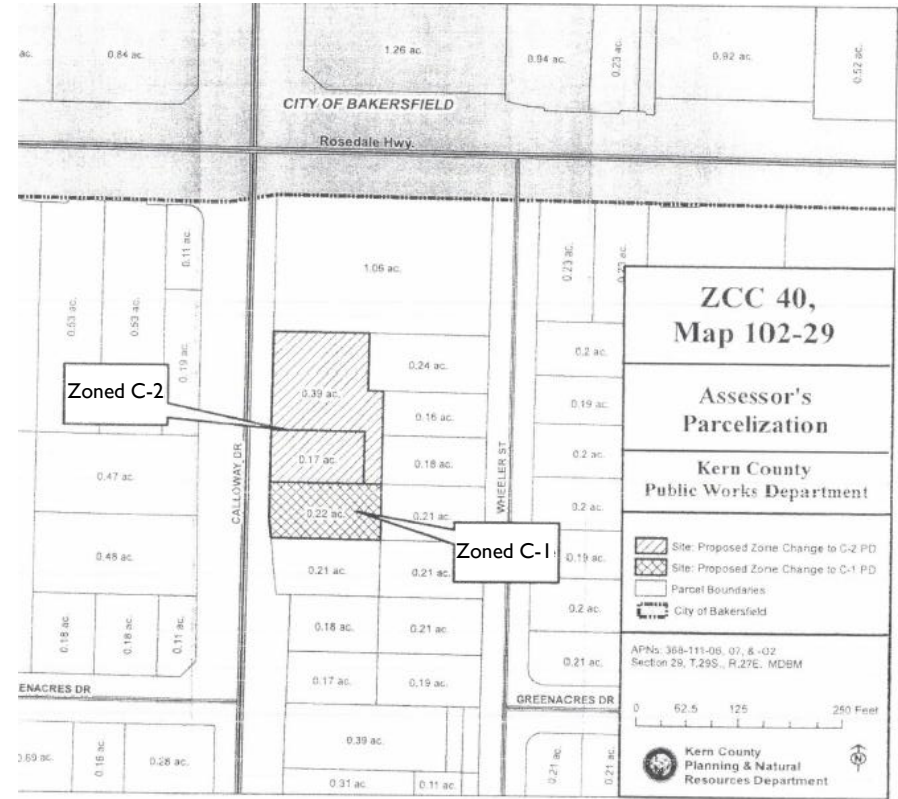 ac.
0.84 ac.
1.26 ac.
0.94 ac.
0.23 ac.
0.92 ac.
0.52 ac.
CITY OF BAKERSFIELD
Rosedale Hwy.
0.11 ac.
1.06 ac.
0.23 ac.
0.53 ac.
0.53 ac.
0.19 ac.
Zoned C-2
0.39 ac.
0.24 ac.
0.2 ac.
0.16 ac.
0.19 ac.
0.17 ac.
0.18 ac.
0.2 ac.
0.47 ac.
CALLOWAY DR
WHEELER ST
0.22 ac.
0.21 ac.
0.2 ac.
Zoned C-1
0.48 ac.
0.21 ac.
0.21 ac.
0.19 ac.
0.18 ac.
0.18 ac.
0.11 ac.
0.18 ac.
0.21 ac.
0.2 ac.
0.17 ac.
0.19 ac.
0.21 ac.
ENACRES DR
GREENACRES DR
0.69 ac.
0.16 ac.
0.28 ac.
0.39 ac.
0.31 ac.
0.11 ac.
0.21 ac.
0.21 ac.
ZCC 40,
Map 102-29
Assessor's
Parcelization
Kern County
Public Works Department
Site: Proposed Zone Change to C-2 PD
Site: Proposed Zone Change to C-1 PD
Parcel Boundaries
City of Bakersfield
APNs: 368-111-06, 07, & -02
Section 29, T.29S., R.27E. MDBM
0 62.5 125 250 Feet
Kern County
Planning & Natural
Resources Department
N